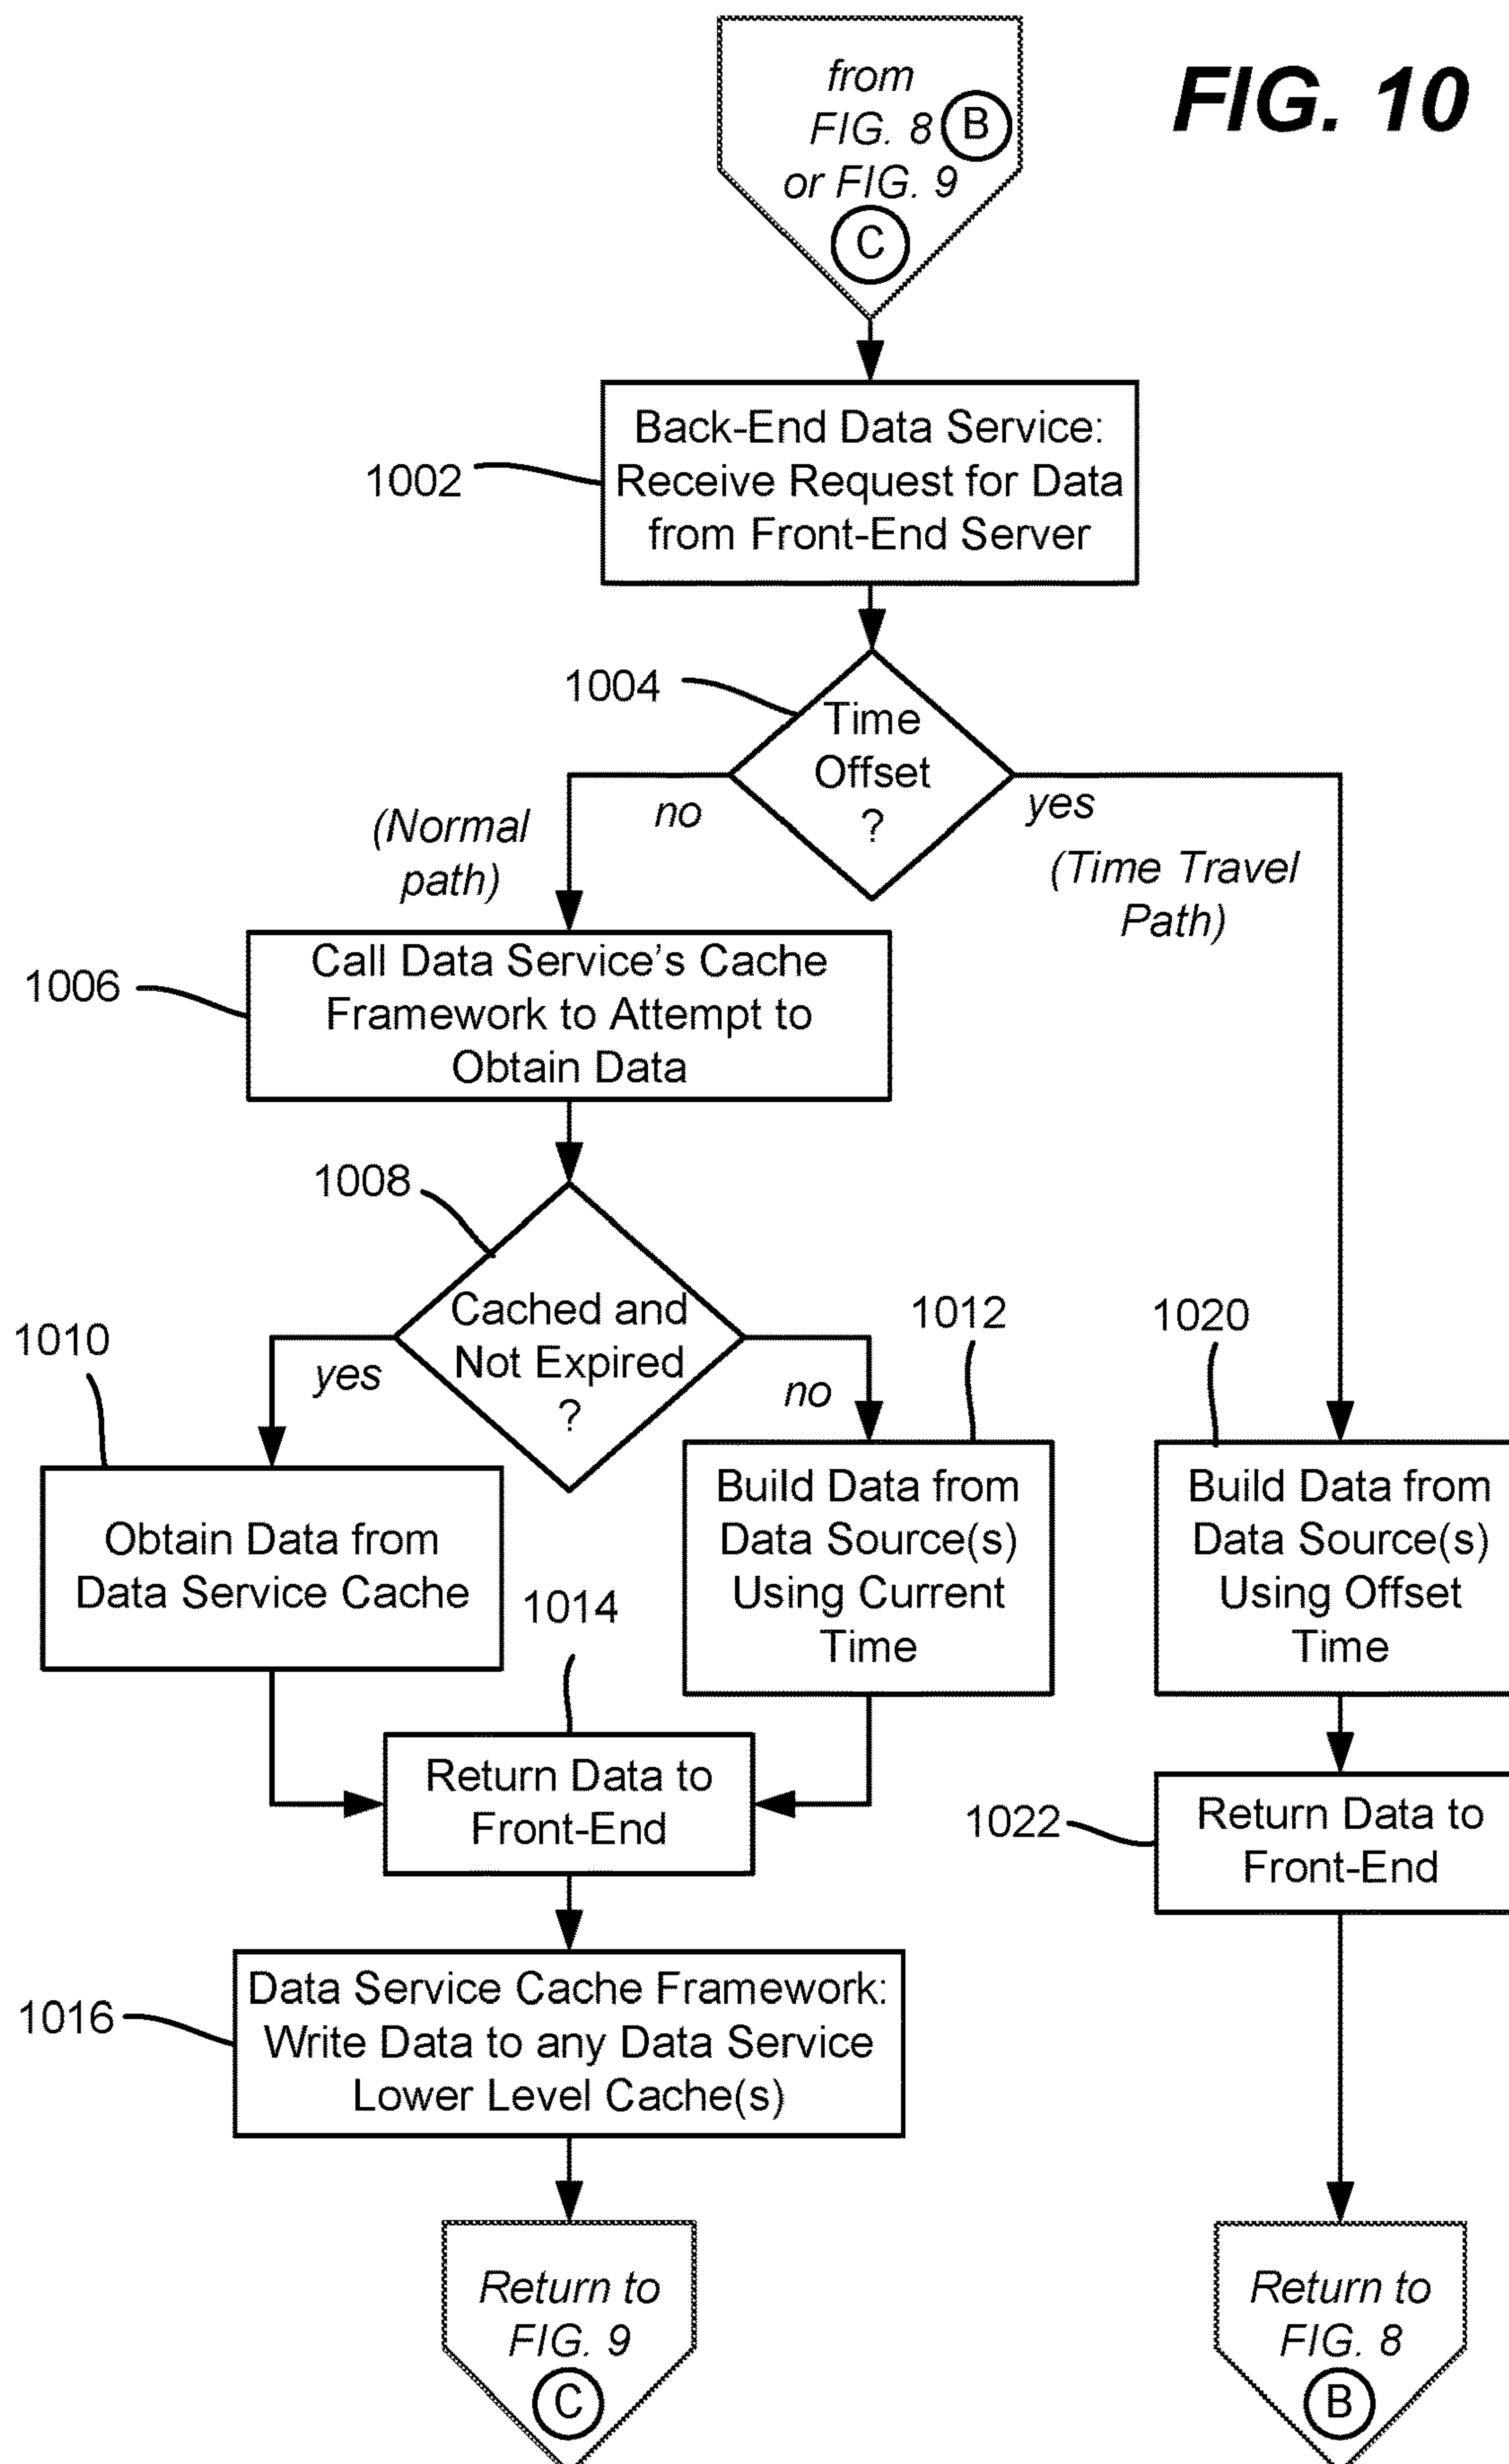 FIG. 10
from
FIG. 8 B
or FIG. 9
C
Back-End Data Service:
Receive Request for Data
from Front-End Server
1002
1004
Time
Offset
?
no
yes
(Normal
path)
(Time Travel
Path)
1006
Call Data Service's Cache
Framework to Attempt to
Obtain Data
1008
Cached and
Not Expired
?
yes
no
1010
1012
1020
Obtain Data from
Data Service Cache
Build Data from
Data Source(s)
Using Current
Time
Build Data from
Data Source(s)
Using Offset
Time
1014
Return Data to
Front-End
1022
Return Data to
Front-End
1016
Data Service Cache Framework:
Write Data to any Data Service
Lower Level Cache(s)
Return to
FIG. 9
C
Return to
FIG. 8
B